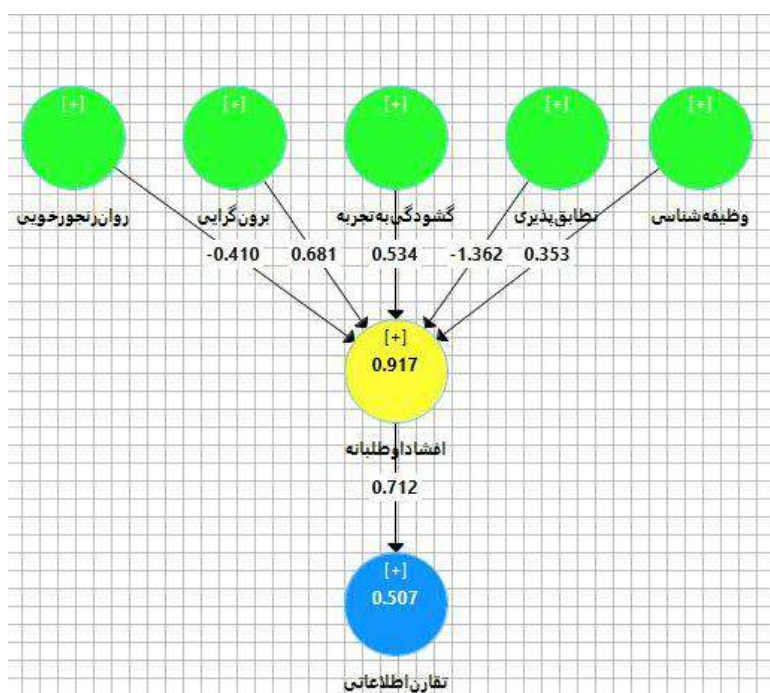 [+] [+] [+] [+] [+]
وظیفه‌شناسی تطابق‌پذیری گشودگی‌به‌تجربه برون‌گرایی روان‌رنجورخویی
-0.410 0.681 0.534 -1.362 0.353
[+]
0.917
افشاداوطلبانه
0.712
[+]
0.507
تقارن‌اطلاعاتی